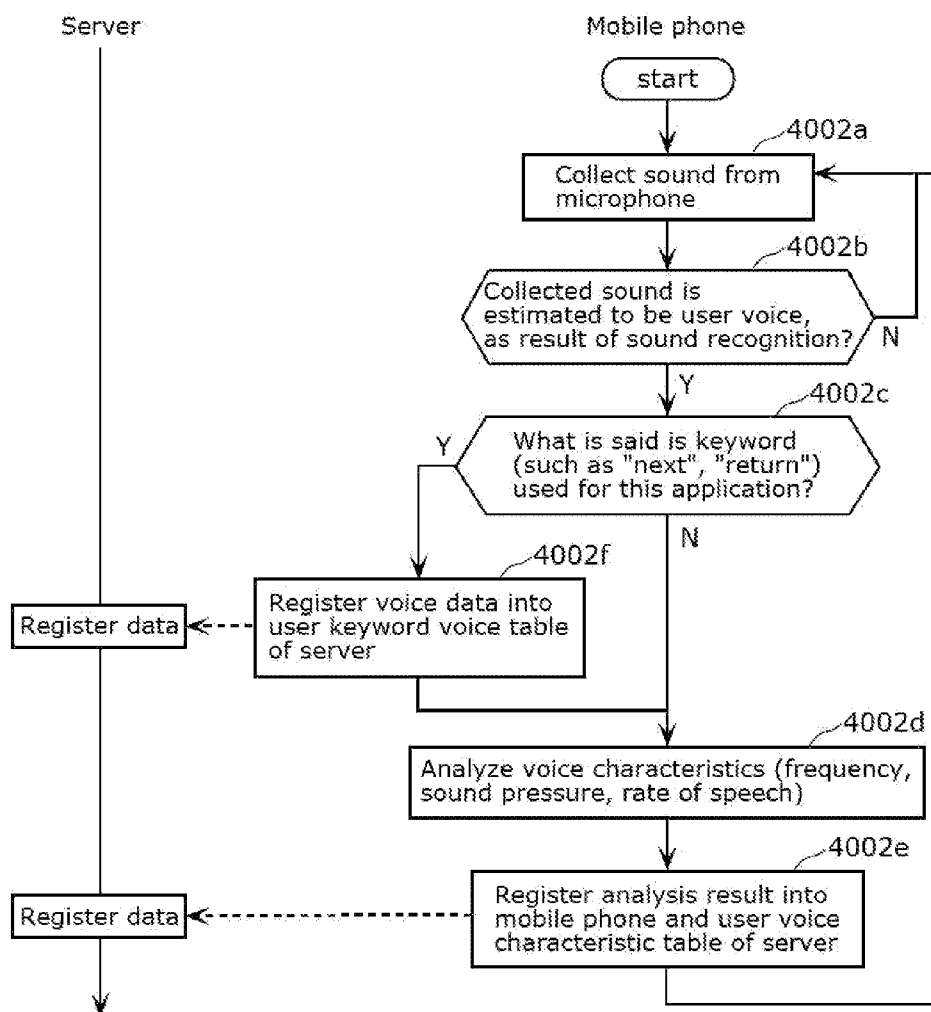 Server
Mobile phone
start
4002a
Collect sound from
microphone
4002b
Collected sound is
estimated to be user voice,
as result of sound recognition?
N
Y
4002c
Y
What is said is keyword
(such as "next", "return")
used for this application?
N
4002f
Register voice data into
user keyword voice table
of server
Register data
4002d
Analyze voice characteristics (frequency,
sound pressure, rate of speech)
4002e
Register analysis result into
mobile phone and user voice
characteristic table of server
Register data